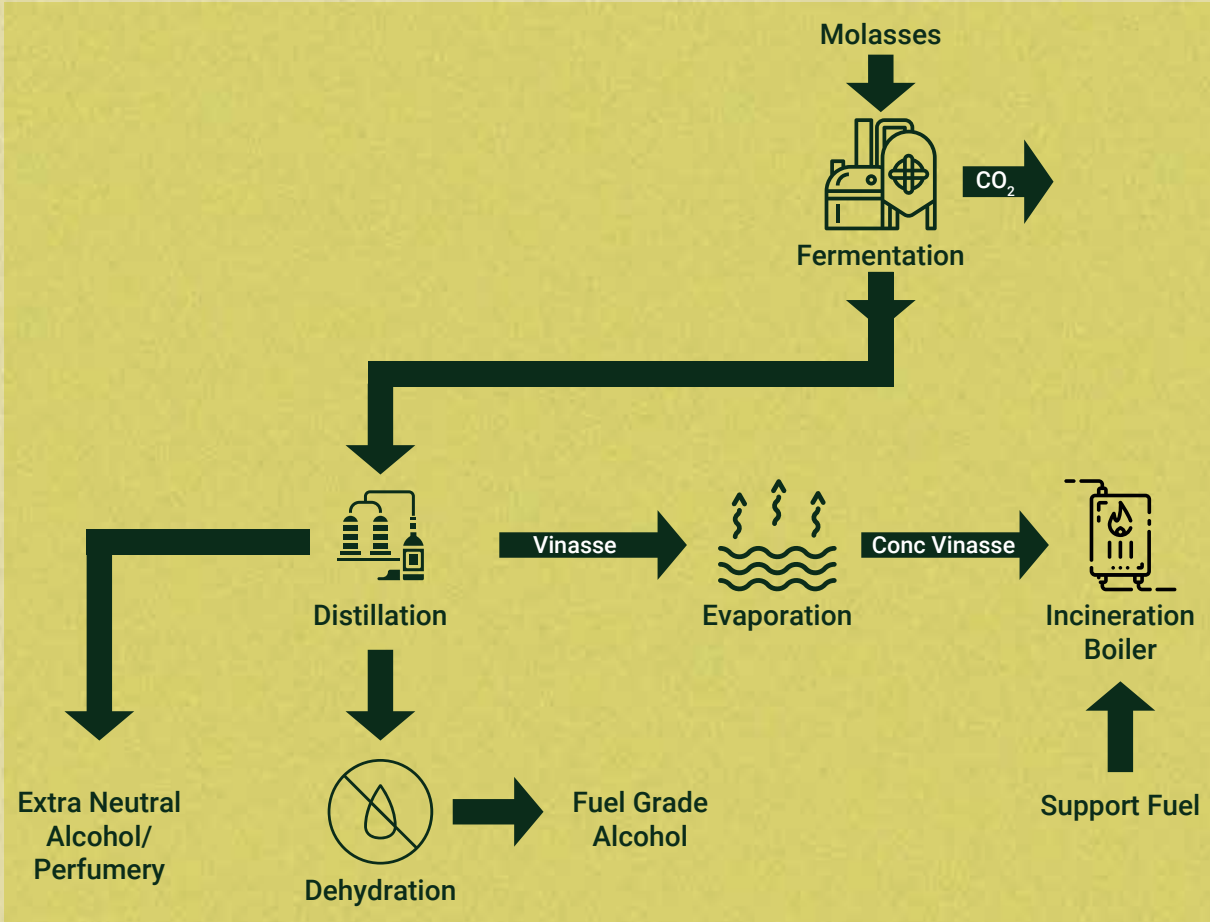 Molasses
CO₂
Fermentation
Vinasse
Conc Vinasse
Distillation
Evaporation
Incineration
Boiler
Extra Neutral
Alcohol/
Perfumery
Fuel Grade
Alcohol
Support Fuel
Dehydration